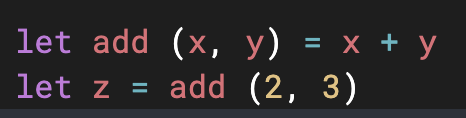 let add (x, y) = x + y
let z = add (2, 3)